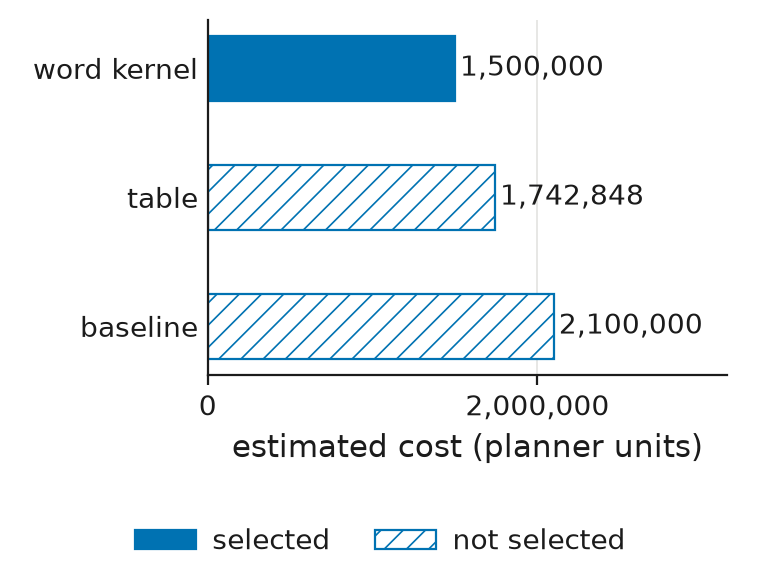 word kernel 1,500,000
table 1,742,848
baseline 2,100,000
0 2,000,000
estimated cost (planner units)
selected not selected